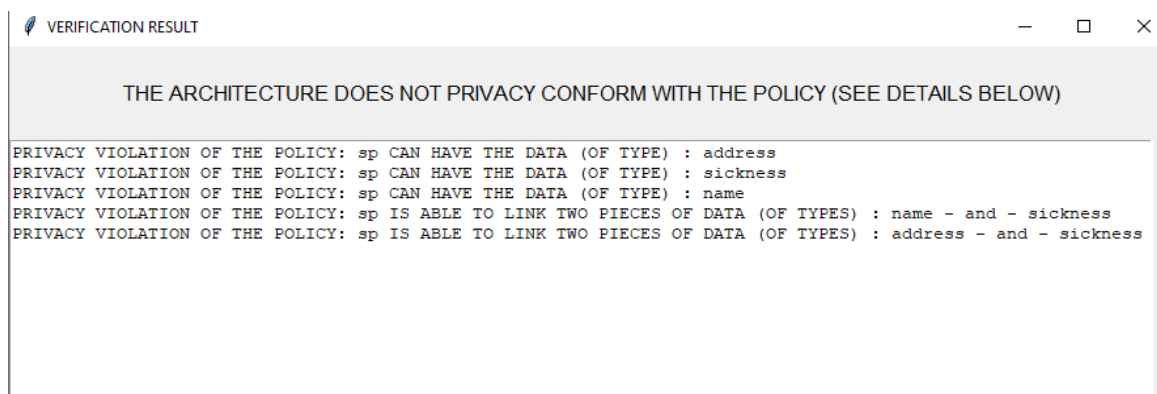 VERIFICATION RESULT
THE ARCHITECTURE DOES NOT PRIVACY CONFORM WITH THE POLICY (SEE DETAILS BELOW)
PRIVACY VIOLATION OF THE POLICY: sp CAN HAVE THE DATA (OF TYPE) : address
PRIVACY VIOLATION OF THE POLICY: sp CAN HAVE THE DATA (OF TYPE) : sickness
PRIVACY VIOLATION OF THE POLICY: sp CAN HAVE THE DATA (OF TYPE) : name
PRIVACY VIOLATION OF THE POLICY: sp IS ABLE TO LINK TWO PIECES OF DATA (OF TYPES) : name - and - sickness
PRIVACY VIOLATION OF THE POLICY: sp IS ABLE TO LINK TWO PIECES OF DATA (OF TYPES) : address - and - sickness